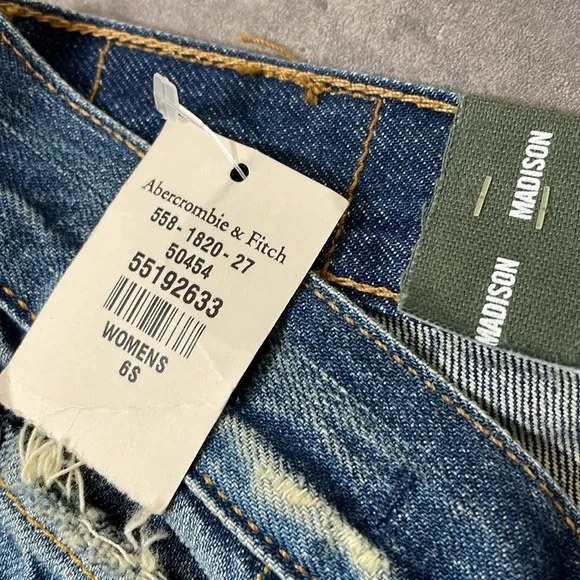 Abercrombie & Fitch
558-1820-27
50454
55192633
WOMENS
6S
MADISON
MADISON